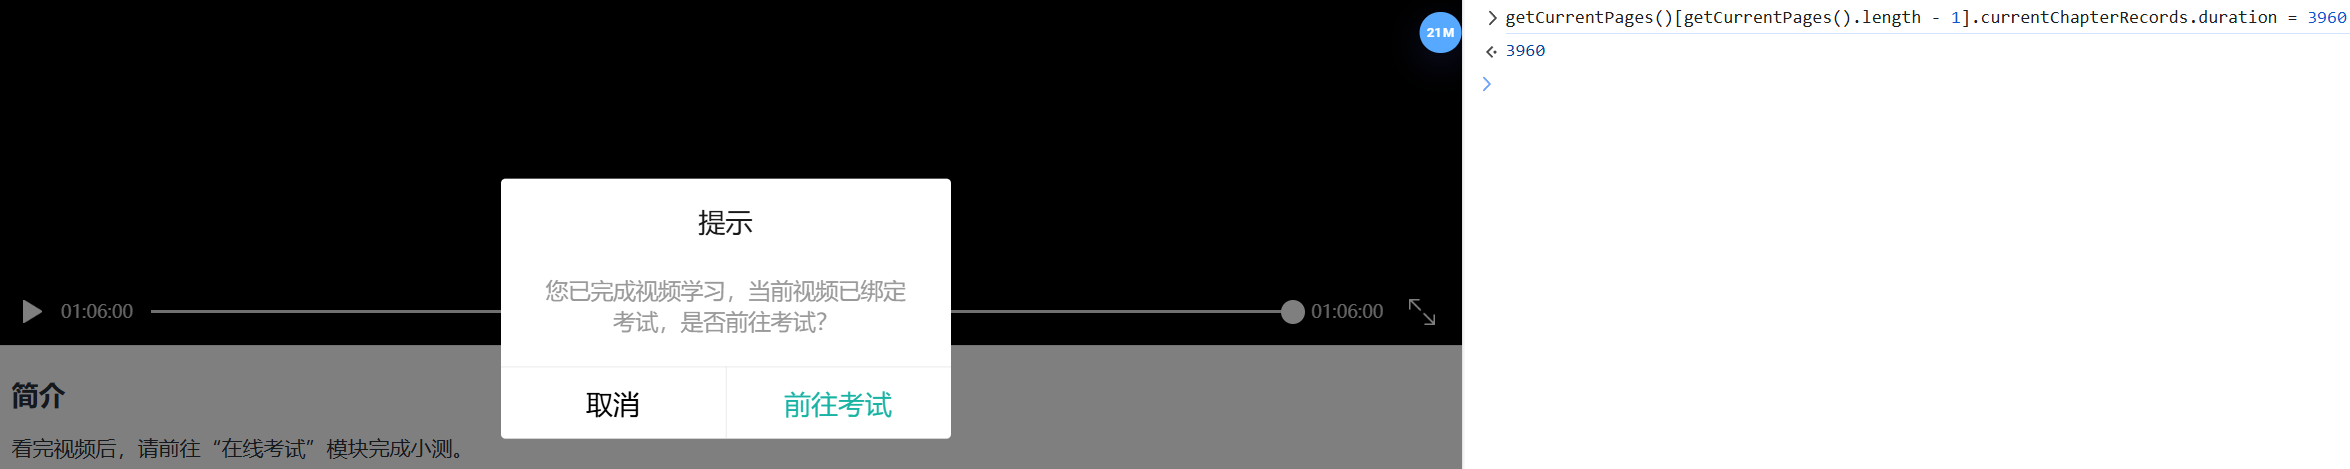 21M
提示
您已完成视频学习，当前视频已绑定
考试，是否前往考试？
01:06:00
01:06:00
取消
前往考试
简介
看完视频后，请前往“在线考试”模块完成小测。
getCurrentPages()[getCurrentPages().length - 1].currentChapterRecords.duration = 3960
3960